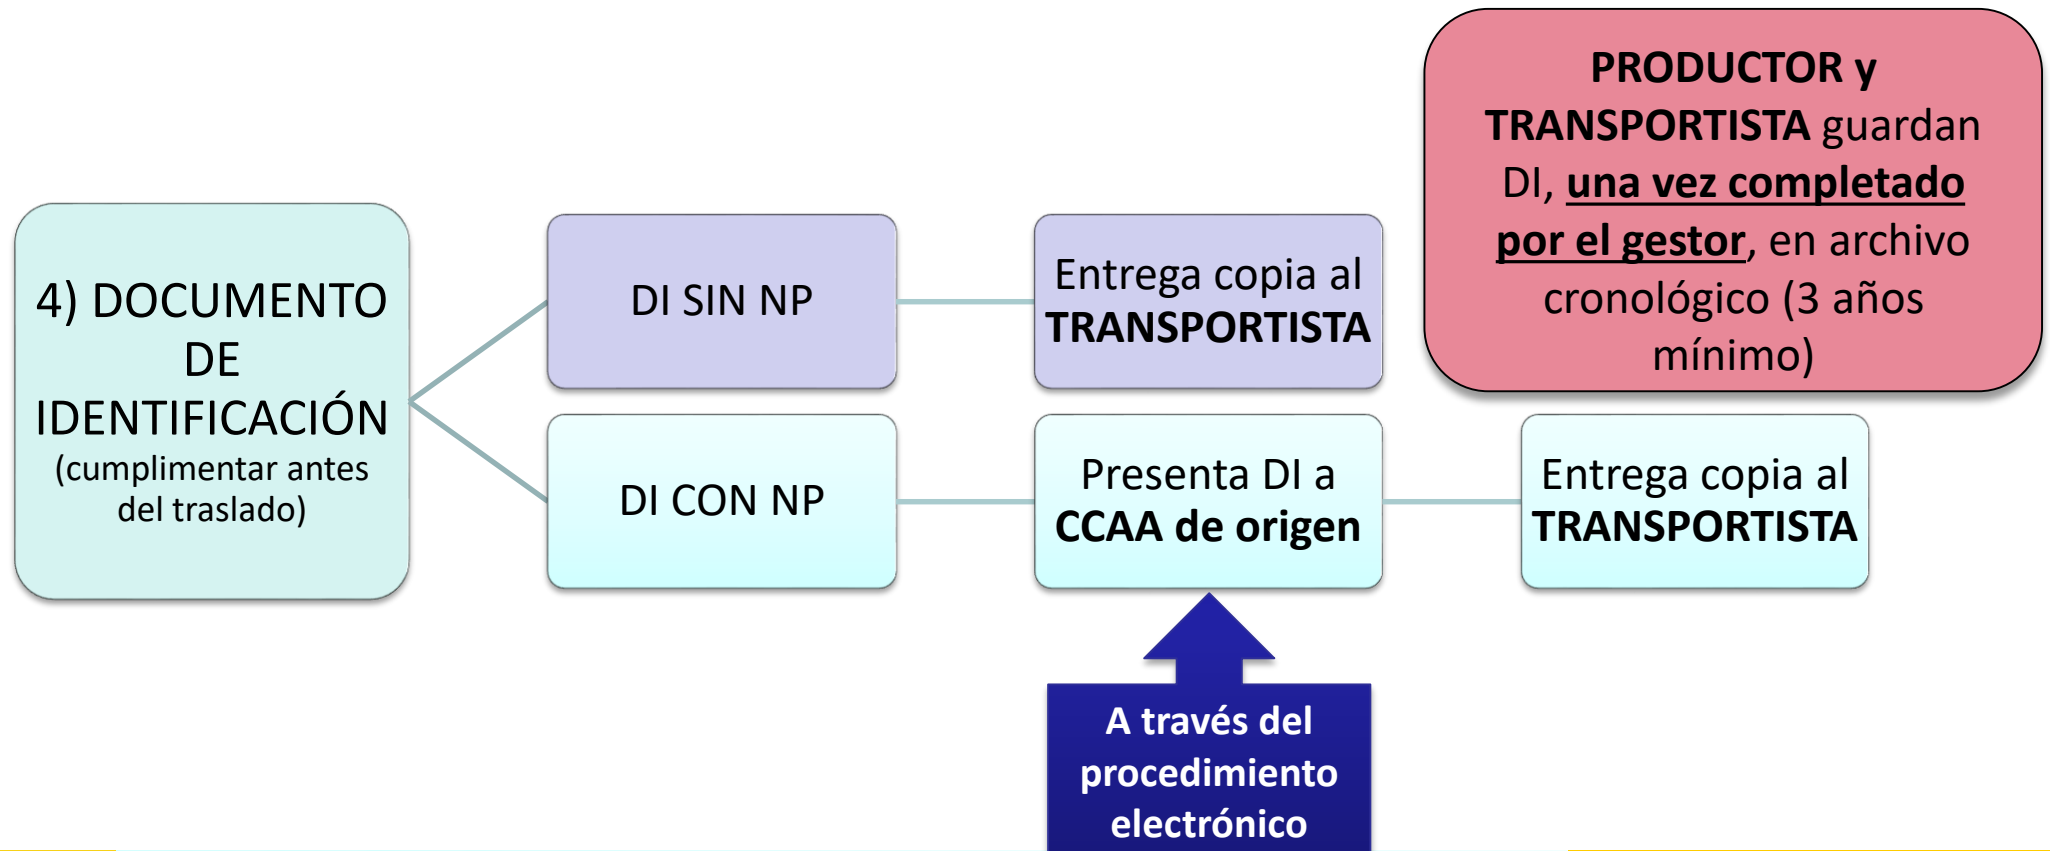 PRODUCTOR y
TRANSPORTISTA guardan
DI, una vez completado
por el gestor, en archivo
cronológico (3 años
mínimo)
4) DOCUMENTO
DE
IDENTIFICACIÓN
(cumplimentar antes
del traslado)
DI SIN NP
Entrega copia al
TRANSPORTISTA
DI CON NP
Presenta DI a
CCAA de origen
Entrega copia al
TRANSPORTISTA
A través del
procedimiento
electrónico